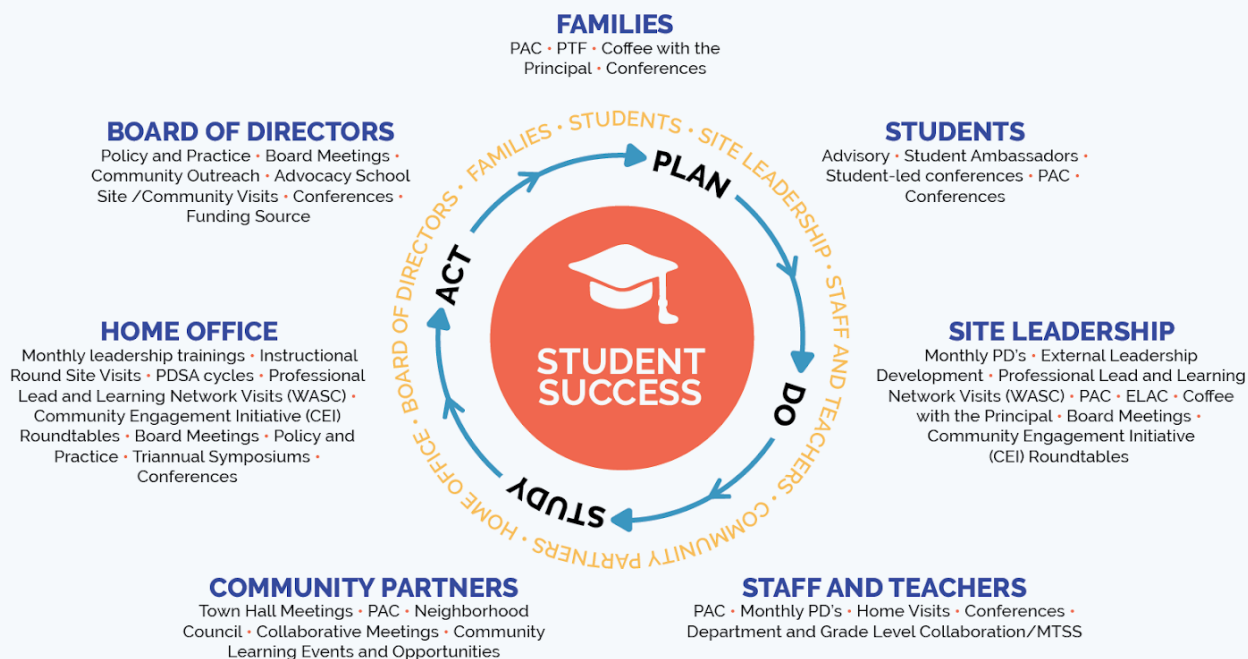 FAMILIES
PAC • PTF • Coffee with the
Principal • Conferences
BOARD OF DIRECTORS
Policy and Practice • Board Meetings •
Community Outreach • Advocacy School
Site /Community Visits • Conferences •
Funding Source
STUDENTS
Advisory • Student Ambassadors •
Student-led conferences • PAC •
Conferences
HOME OFFICE
Monthly leadership trainings • Instructional
Round Site Visits • PDSA cycles • Professional
Lead and Learning Network Visits (WASC) •
Community Engagement Initiative (CEI)
Roundtables • Board Meetings • Policy and
Practice • Triannual Symposiums •
Conferences
SITE LEADERSHIP
Monthly PD's • External Leadership
Development • Professional Lead and Learning
Network Visits (WASC) • PAC • ELAC • Coffee
with the Principal • Board Meetings •
Community Engagement Initiative
(CEI) Roundtables
COMMUNITY PARTNERS
Town Hall Meetings • PAC • Neighborhood
Council • Collaborative Meetings • Community
Learning Events and Opportunities
STAFF AND TEACHERS
PAC • Monthly PD's • Home Visits • Conferences •
Department and Grade Level Collaboration/MTSS
FAMILIES • STUDENTS • SITE LEADERSHIP • STAFF AND TEACHERS • COMMUNITY PARTNERS • HOME OFFICE • BOARD OF DIRECTORS •
PLAN
DO
STUDY
ACT
STUDENT
SUCCESS